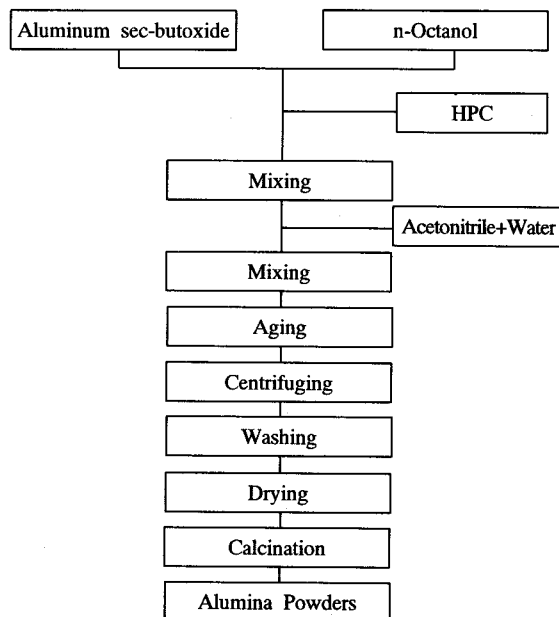 Aluminum sec-butoxide
n-Octanol
HPC
Mixing
Acetonitrile+Water
Mixing
Aging
Centrifuging
Washing
Drying
Calcination
Alumina Powders